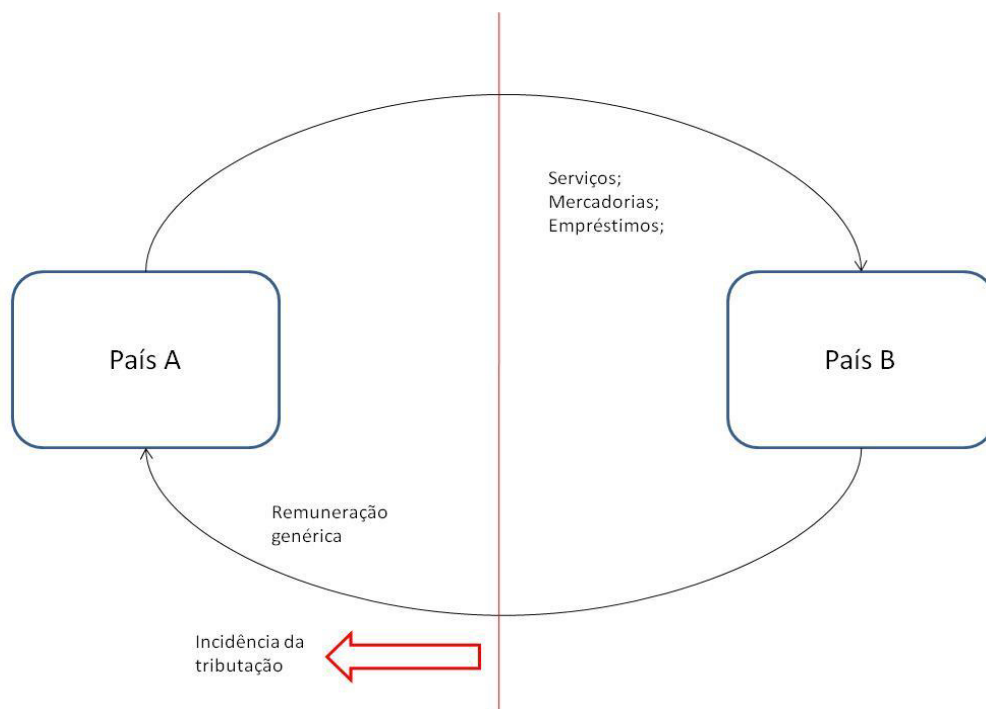 Serviços;
Mercadorias;
Empréstimos;
País A
País B
Remuneração
genérica
Incidência da
tributação